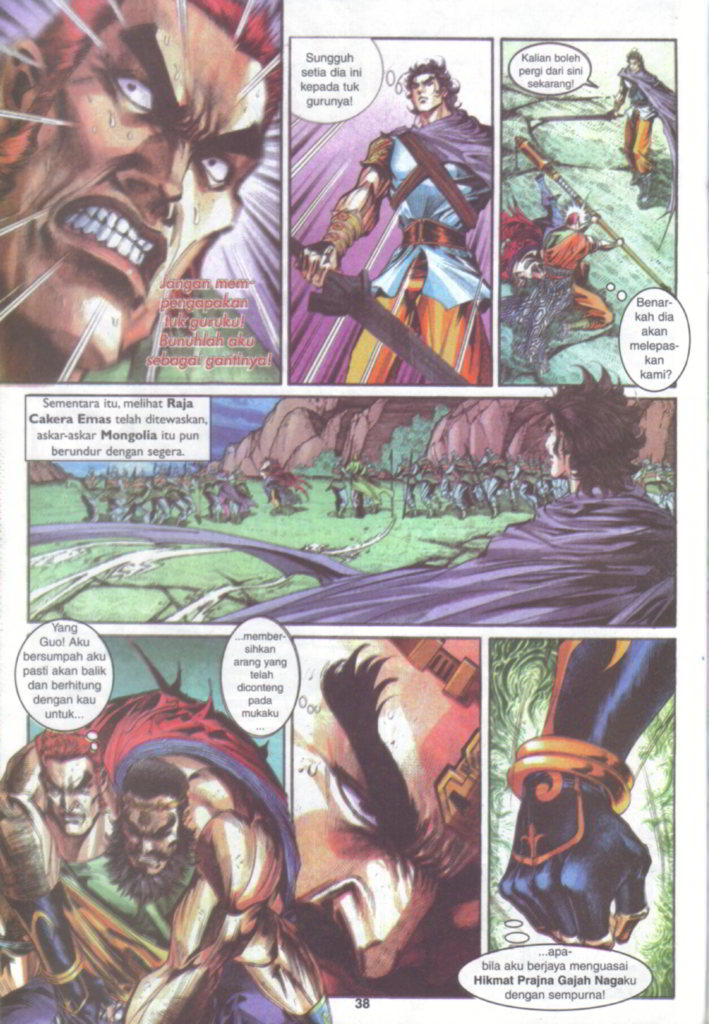 Jangan mem-
pengapakan
tuk guruku!
Bunuhlah aku
sebagai gantinya!
Sungguh
setia dia ini
kepada tuk
gurunya!
Kalian boleh
pergi dari sini
sekarang!
Benar-
kah dia
akan
melepas-
kan
kami?
Sementara itu, melihat Raja
Cakera Emas telah ditewaskan,
askar-askar Mongolia itu pun
berundur dengan segera.
Yang
Guo! Aku
bersumpah aku
pasti akan balik
dan berhitung
dengan kau
untuk...
...member-
sihkan
arang yang
telah
diconteng
pada
mukaku
...
...apa-
bila aku berjaya menguasai
Hikmat Prajna Gajah Nagaku
dengan sempurna!
38